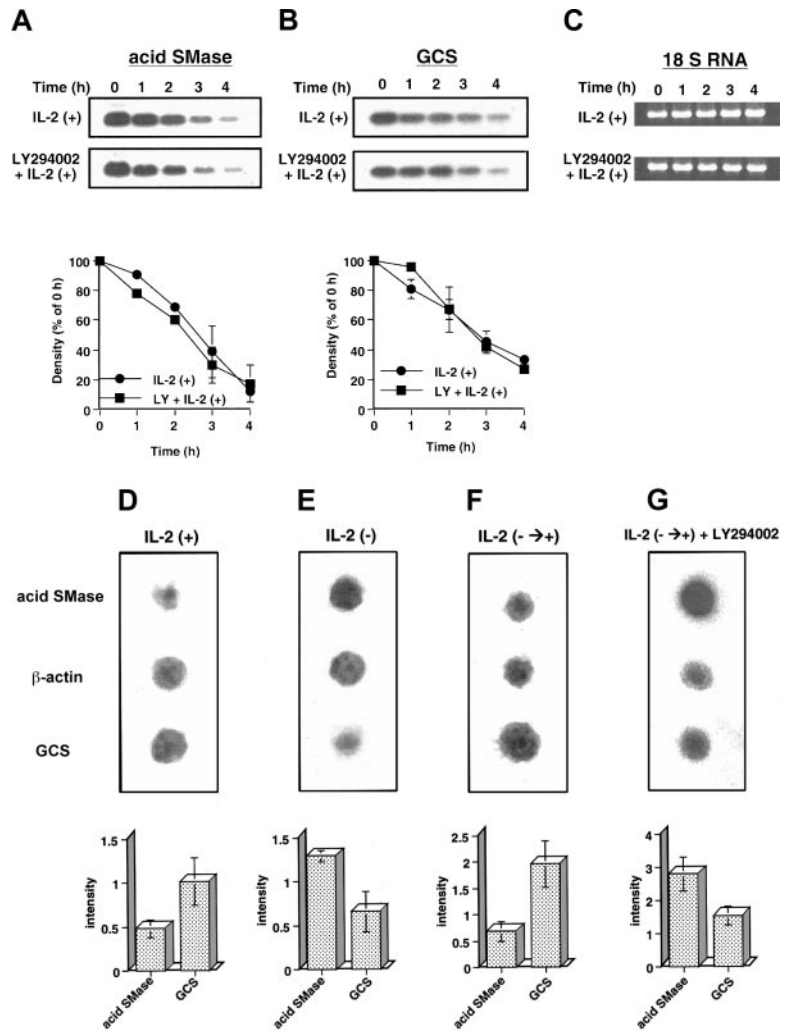 A
B
C
acid SMase
GCS
18 S RNA
Time (h) 0 1 2 3 4
Time (h) 0 1 2 3 4
Time (h) 0 1 2 3 4
IL-2 (+)
IL-2 (+)
IL-2 (+)
LY294002
+ IL-2 (+)
LY294002
+ IL-2 (+)
LY294002
+ IL-2 (+)
Density (% of 0 h)
100
80
60
40
20
0
IL-2 (+)
LY + IL-2 (+)
0 1 2 3 4
Time (h)
Density (% of 0 h)
100
80
60
40
20
0
IL-2 (+)
LY + IL-2 (+)
0 1 2 3 4
Time (h)
D
E
F
G
IL-2 (+)
IL-2 (-)
IL-2 (- →+)
IL-2 (- →+) + LY294002
acid SMase
β-actin
GCS
intensity
1.5
1
0.5
0
acid SMase
GCS
intensity
1.5
1
0.5
0
acid SMase
GCS
intensity
2.5
2
1.5
1
0.5
0
acid SMase
GCS
intensity
4
3
2
1
0
acid SMase
GCS